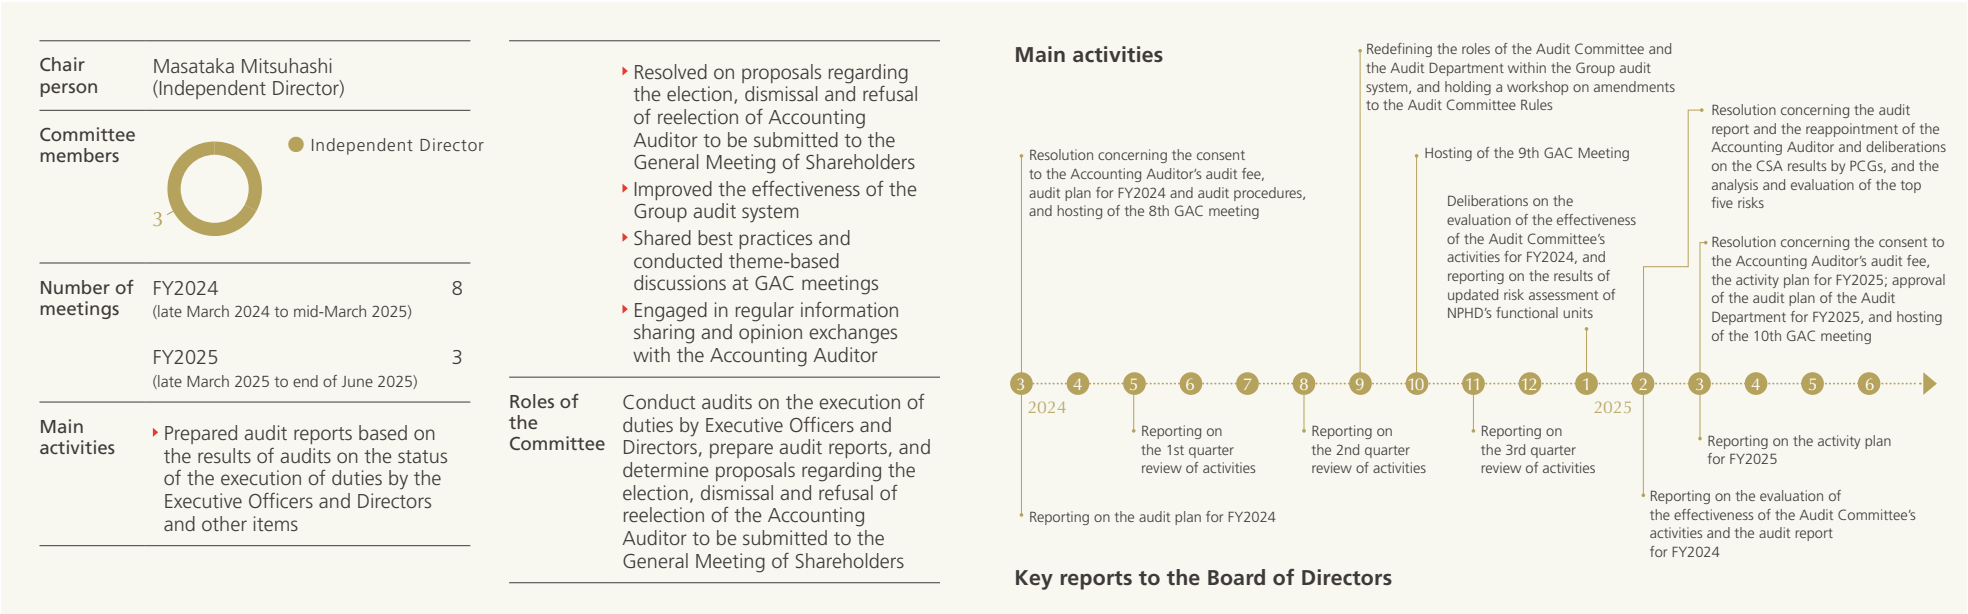 Chair
person
Masataka Mitsuhashi
(Independent Director)
Committee
members
Independent Director
3
Number of
meetings
FY2024 8
(late March 2024 to mid-March 2025)
FY2025 3
(late March 2025 to end of June 2025)
Main
activities
Prepared audit reports based on
the results of audits on the status
of the execution of duties by the
Executive Officers and Directors
and other items
Resolved on proposals regarding
the election, dismissal and refusal
of reelection of Accounting
Auditor to be submitted to the
General Meeting of Shareholders
Improved the effectiveness of the
Group audit system
Shared best practices and
conducted theme-based
discussions at GAC meetings
Engaged in regular information
sharing and opinion exchanges
with the Accounting Auditor
Roles of
the
Committee
Conduct audits on the execution of
duties by Executive Officers and
Directors, prepare audit reports, and
determine proposals regarding the
election, dismissal and refusal of
reelection of the Accounting
Auditor to be submitted to the
General Meeting of Shareholders
Main activities
Resolution concerning the consent
to the Accounting Auditor’s audit fee,
audit plan for FY2024 and audit procedures,
and hosting of the 8th GAC meeting
Redefining the roles of the Audit Committee and
the Audit Department within the Group audit
system, and holding a workshop on amendments
to the Audit Committee Rules
Hosting of the 9th GAC Meeting
Deliberations on the
evaluation of the effectiveness
of the Audit Committee’s
activities for FY2024, and
reporting on the results of
updated risk assessment of
NPHD’s functional units
Resolution concerning the audit
report and the reappointment of the
Accounting Auditor and deliberations
on the CSA results by PCGs, and the
analysis and evaluation of the top
five risks
Resolution concerning the consent to
the Accounting Auditor’s audit fee,
the activity plan for FY2025; approval
of the audit plan of the Audit
Department for FY2025, and hosting
of the 10th GAC meeting
3 4 5 6 7 8 9 10 11 12 1 2 3 4 5 6
2024 2025
Reporting on
the 1st quarter
review of activities
Reporting on
the 2nd quarter
review of activities
Reporting on
the 3rd quarter
review of activities
Reporting on the activity plan
for FY2025
Reporting on the audit plan for FY2024
Reporting on the evaluation of
the effectiveness of the Audit Committee’s
activities and the audit report
for FY2024
Key reports to the Board of Directors